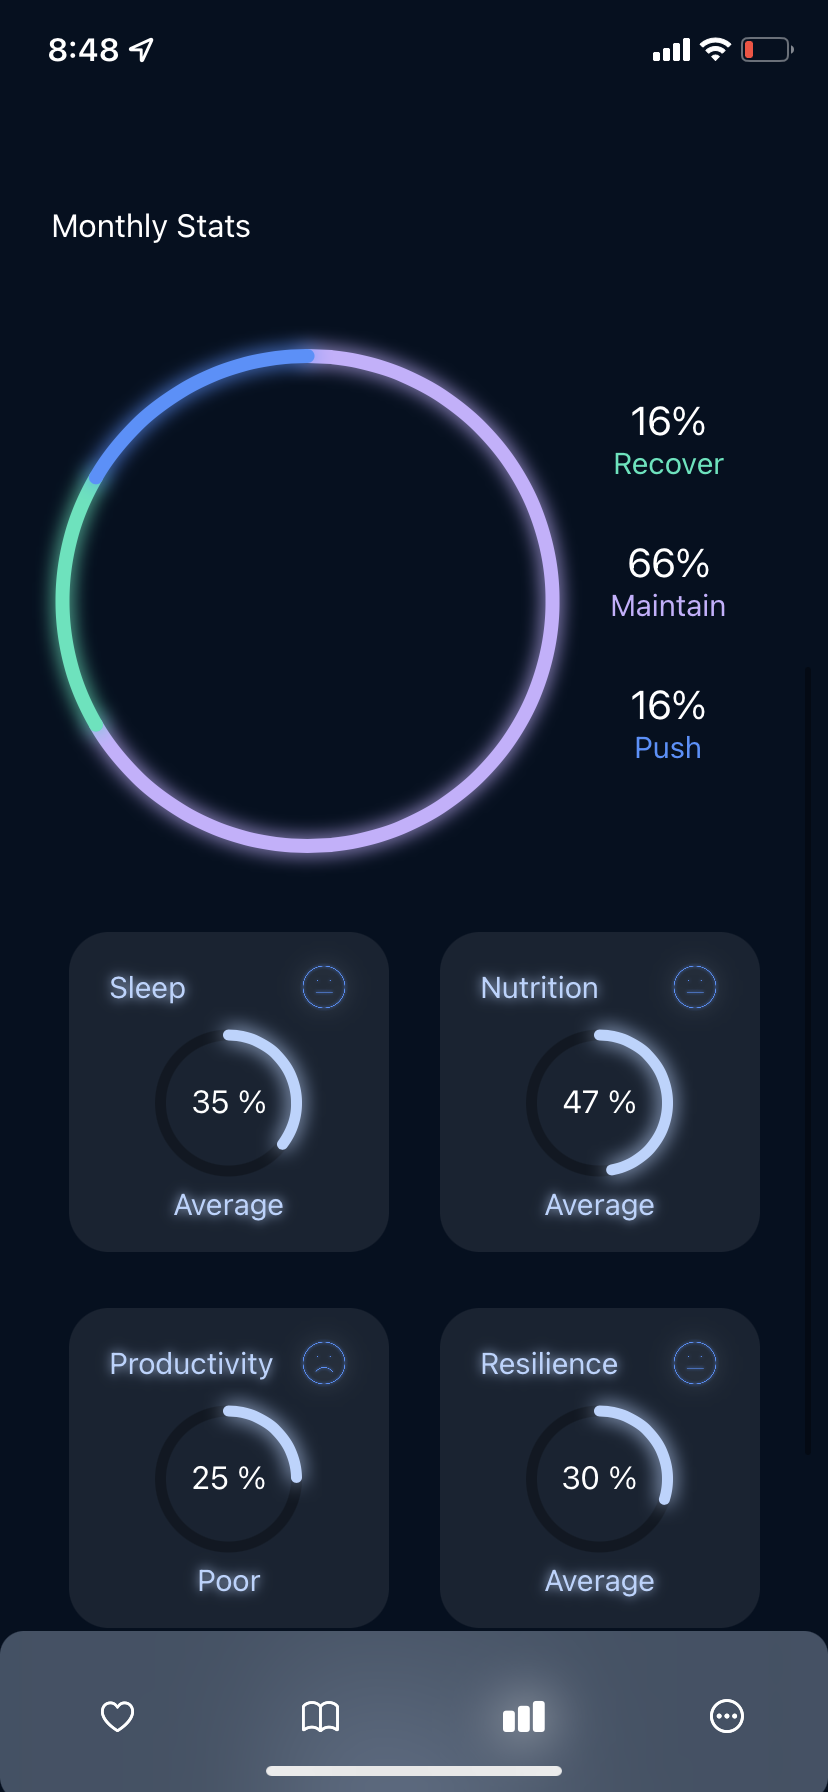 8:48
Monthly Stats
16%
Recover
66%
Maintain
16%
Push
Sleep
35 %
Average
Nutrition
47 %
Average
Productivity
25 %
Poor
Resilience
30 %
Average